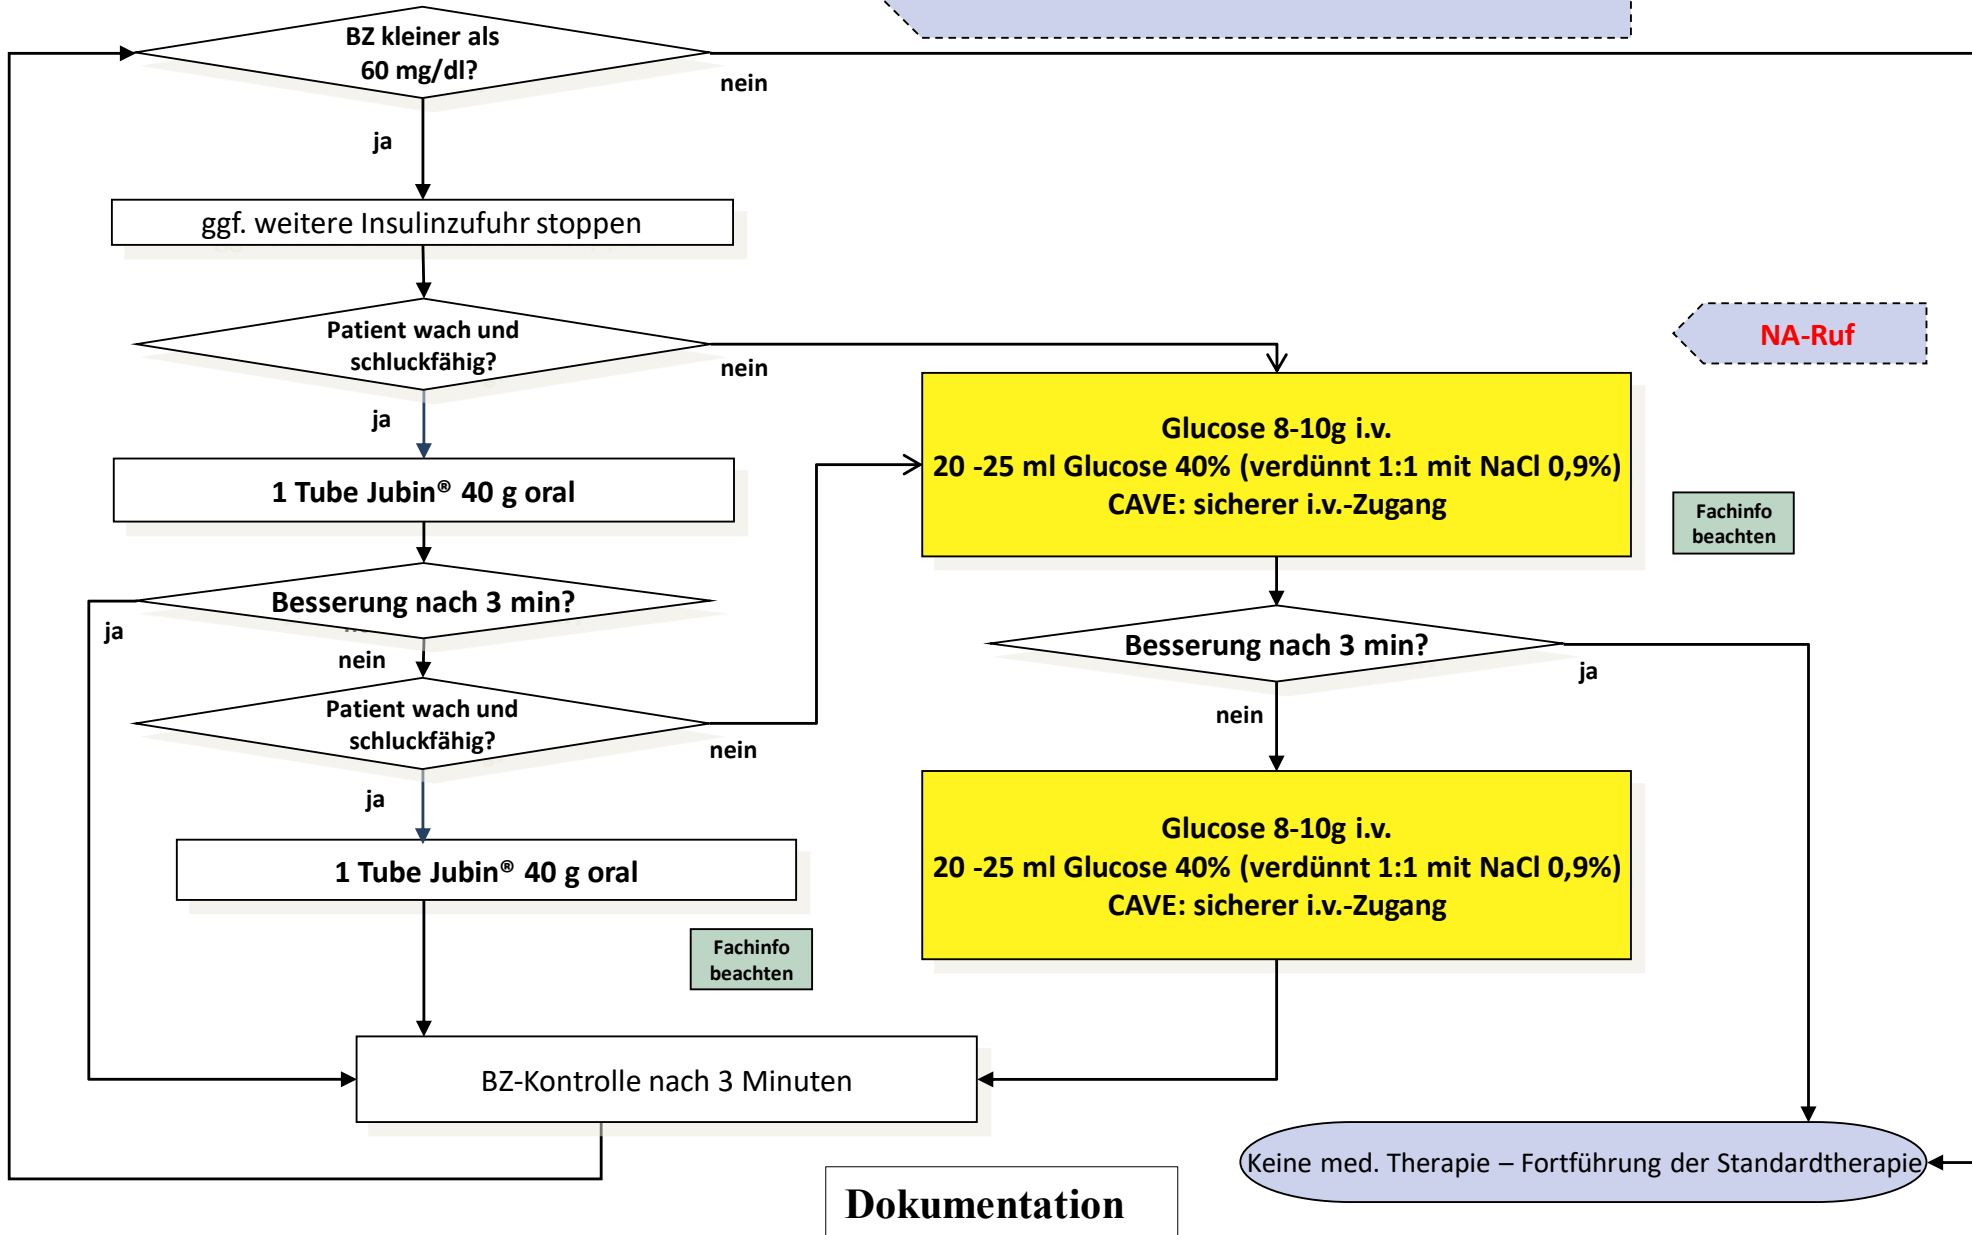 BZ kleiner als
60 mg/dl?
nein
ja
ggf. weitere Insulinzufuhr stoppen
Patient wach und
schluckfähig?
nein
ja
NA-Ruf
Glucose 8-10g i.v.
20 -25 ml Glucose 40% (verdünnt 1:1 mit NaCl 0,9%)
CAVE: sicherer i.v.-Zugang
1 Tube Jubin® 40 g oral
Fachinfo
beachten
Besserung nach 3 min?
ja
nein
Besserung nach 3 min?
ja
nein
Patient wach und
schluckfähig?
nein
ja
Glucose 8-10g i.v.
20 -25 ml Glucose 40% (verdünnt 1:1 mit NaCl 0,9%)
CAVE: sicherer i.v.-Zugang
1 Tube Jubin® 40 g oral
Fachinfo
beachten
BZ-Kontrolle nach 3 Minuten
Keine med. Therapie – Fortführung der Standardtherapie
Dokumentation